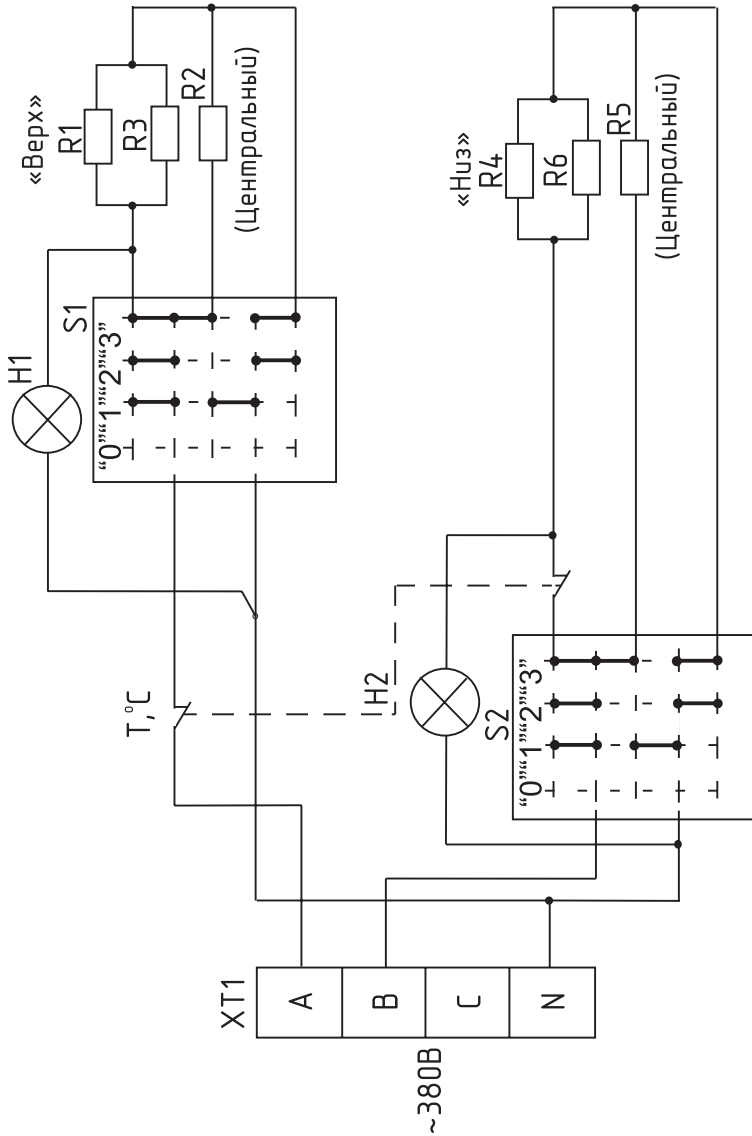 «Верх»
R1
R3
R2
(Центральный)
H1
S1
"0" "1" "2" "3"
T,°C
«Низ»
R4
R6
R5
(Центральный)
H2
S2
"0" "1" "2" "3"
XT1
A
B
C
N
~380В